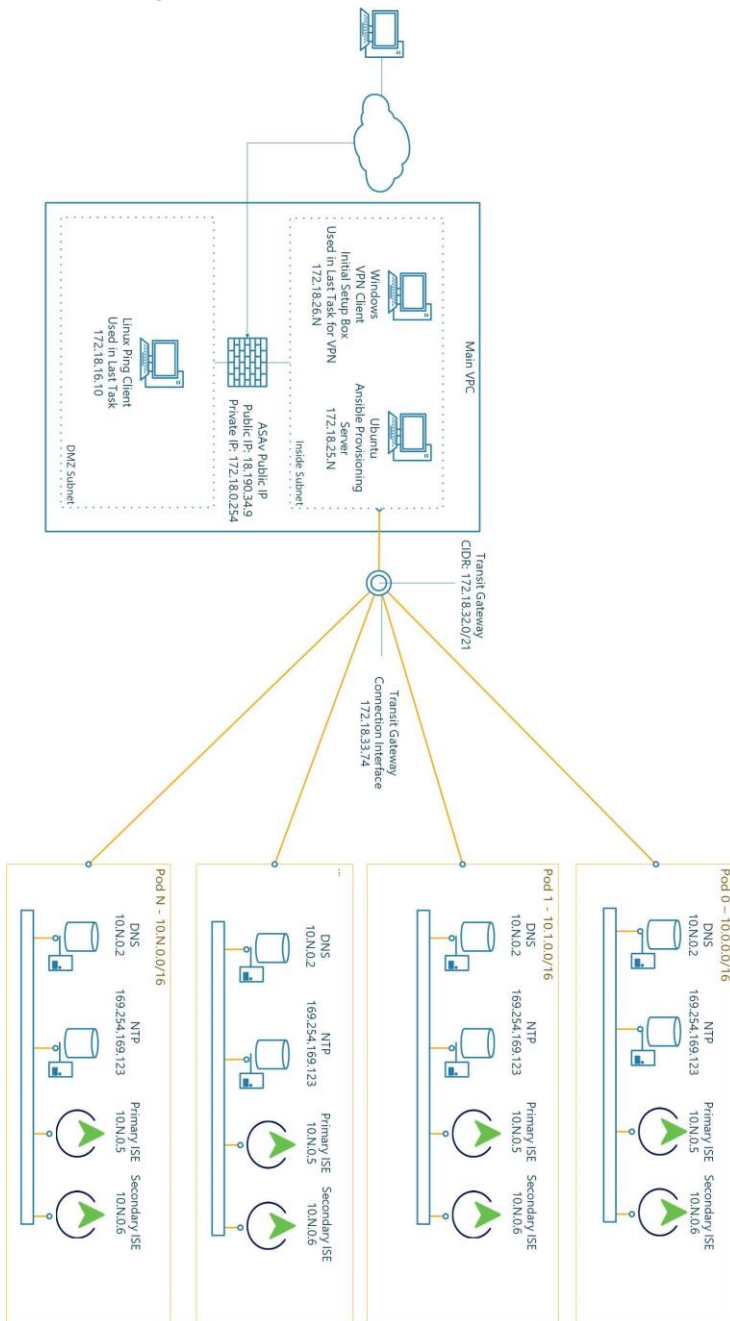 Main VPC
Windows
VPN Client
Initial Setup Box
Used in Last Task for VPN
172.18.26.N
Ubuntu
Ansible Provisioning
Server
172.18.25.N
Inside Subnet
ASAv Public IP
Public IP: 18.190.34.9
Private IP: 172.18.0.254
Linux Ping Client
Used in Last Task
172.18.16.10
DMZ Subnet
Transit Gateway
CIDR: 172.18.32.0/21
Transit Gateway
Connection Interface
172.18.33.74
Pod 0 – 10.0.0.0/16
DNS
10.N.0.2
NTP
169.254.169.123
Primary ISE
10.N.0.5
Secondary ISE
10.N.0.6
Pod 1 - 10.1.0.0/16
DNS
10.N.0.2
NTP
169.254.169.123
Primary ISE
10.N.0.5
Secondary ISE
10.N.0.6
...
DNS
10.N.0.2
NTP
169.254.169.123
Primary ISE
10.N.0.5
Secondary ISE
10.N.0.6
Pod N - 10.N.0.0/16
DNS
10.N.0.2
NTP
169.254.169.123
Primary ISE
10.N.0.5
Secondary ISE
10.N.0.6